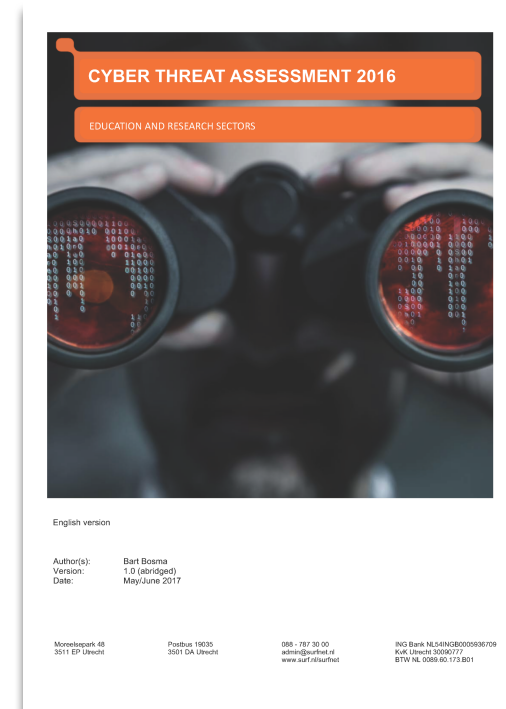 CYBER THREAT ASSESSMENT 2016
EDUCATION AND RESEARCH SECTORS
English version
Author(s): Bart Bosma
Version: 1.0 (abridged)
Date: May/June 2017
Moreelsepark 48
3511 EP Utrecht
Postbus 19035
3501 DA Utrecht
088 - 787 30 00
admin@surfnet.nl
www.surf.nl/surfnet
ING Bank NL54INGB0005936709
KvK Utrecht 30090777
BTW NL 0089.60.173.B01